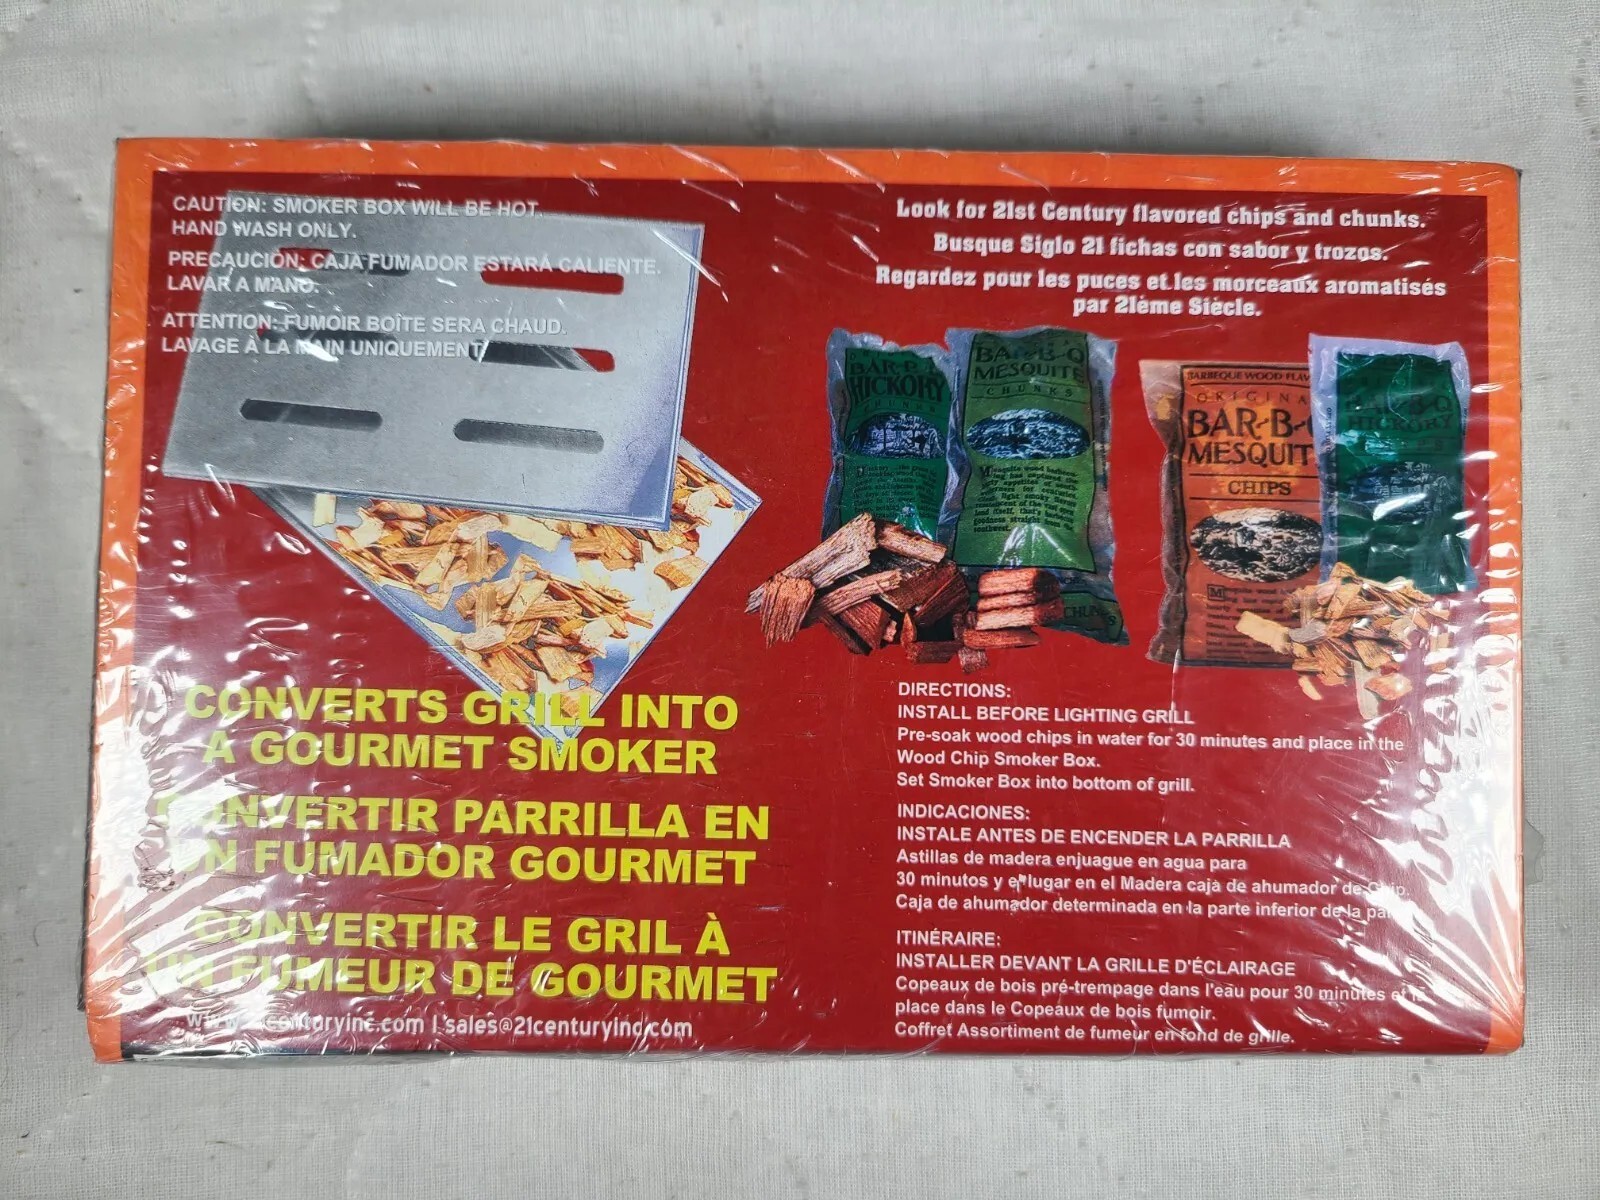 CAUTION: SMOKER BOX WILL BE HOT.
HAND WASH ONLY.
PRECAUCIÓN: CAJA FUMADOR ESTARÁ CALIENTE.
LAVAR A MANO.
ATTENTION: FUMOIR BOÎTE SERA CHAUD.
LAVAGE À LA MAIN UNIQUEMENT
CONVERTS GRILL INTO
A GOURMET SMOKER
CONVERTIR PARRILLA EN
UN FUMADOR GOURMET
CONVERTIR LE GRIL À
UN FUMEUR DE GOURMET
sales@21centuryinc.com
Look for 21st Century flavored chips and chunks.
Busque Siglo 21 fichas con sabor y trozos.
Regardez pour les puces et les morceaux aromatisés
par 21ème Siècle.
BAR-B
HICKORY
CHUNKS
BAR-B-Q
MESQUITE
CHUNKS
BARBEQUE WOOD FLAV
ORIGINA
BAR-B-
MESQUIT
CHIPS
BAR-B-Q
HICKORY
DIRECTIONS:
INSTALL BEFORE LIGHTING GRILL
Pre-soak wood chips in water for 30 minutes and place in the
Wood Chip Smoker Box.
Set Smoker Box into bottom of grill.
INDICACIONES:
INSTALE ANTES DE ENCENDER LA PARRILLA
Astillas de madera enjuague en agua para
30 minutos y el lugar en el Madera caja de ahumador de Chip.
Caja de ahumador determinada en la parte inferior de la
ITINÉRAIRE:
INSTALLER DEVANT LA GRILLE D'ÉCLAIRAGE
Copeaux de bois pré-trempage dans l'eau pour 30 minutes et
place dans le Copeaux de bois fumoir.
Coffret Assortiment de fumeur en fond de grille.